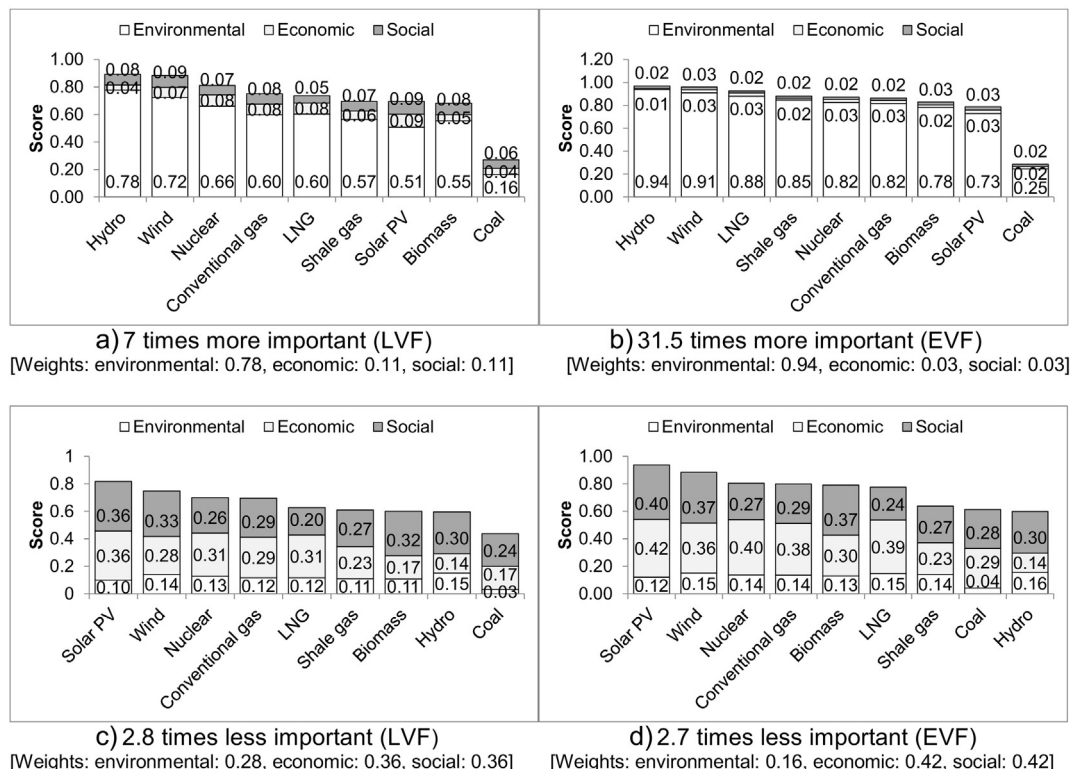 Environmental Economic Social
1.00
0.80
0.60
0.40
0.20
0.00
Score
0.08 0.09 0.07 0.08 0.05 0.07 0.09 0.08 0.06
0.04 0.07 0.08 0.08 0.08 0.06 0.09 0.05 0.04
0.78 0.72 0.66 0.60 0.60 0.57 0.51 0.55 0.16
Hydro Wind Nuclear Conventional gas LNG Shale gas Solar PV Biomass Coal
a) 7 times more important (LVF)
[Weights: environmental: 0.78, economic: 0.11, social: 0.11]
Environmental Economic Social
1.20
1.00
0.80
0.60
0.40
0.20
0.00
Score
0.02 0.03 0.02 0.02 0.02 0.02 0.03 0.03 0.02
0.01 0.03 0.03 0.02 0.03 0.03 0.02 0.03 0.02
0.94 0.91 0.88 0.85 0.82 0.82 0.78 0.73 0.25
Hydro Wind LNG Shale gas Nuclear Conventional gas Biomass Solar PV Coal
b) 31.5 times more important (EVF)
[Weights: environmental: 0.94, economic: 0.03, social: 0.03]
Environmental Economic Social
1
0.8
0.6
0.4
0.2
0
Score
0.36 0.33 0.26 0.29 0.20 0.27 0.32 0.30 0.24
0.36 0.28 0.31 0.29 0.31 0.23 0.17 0.14 0.17
0.10 0.14 0.13 0.12 0.12 0.11 0.11 0.15 0.03
Solar PV Wind Nuclear Conventional gas LNG Shale gas Biomass Hydro Coal
c) 2.8 times less important (LVF)
[Weights: environmental: 0.28, economic: 0.36, social: 0.36]
Environmental Economic Social
1.00
0.80
0.60
0.40
0.20
0.00
Score
0.40 0.37 0.27 0.29 0.37 0.24 0.27 0.28 0.30
0.42 0.36 0.40 0.38 0.30 0.39 0.23 0.29 0.14
0.12 0.15 0.14 0.14 0.13 0.15 0.14 0.04 0.16
Solar PV Wind Nuclear Conventional gas Biomass LNG Shale gas Coal Hydro
d) 2.7 times less important (EVF)
[Weights: environmental: 0.16, economic: 0.42, social: 0.42]